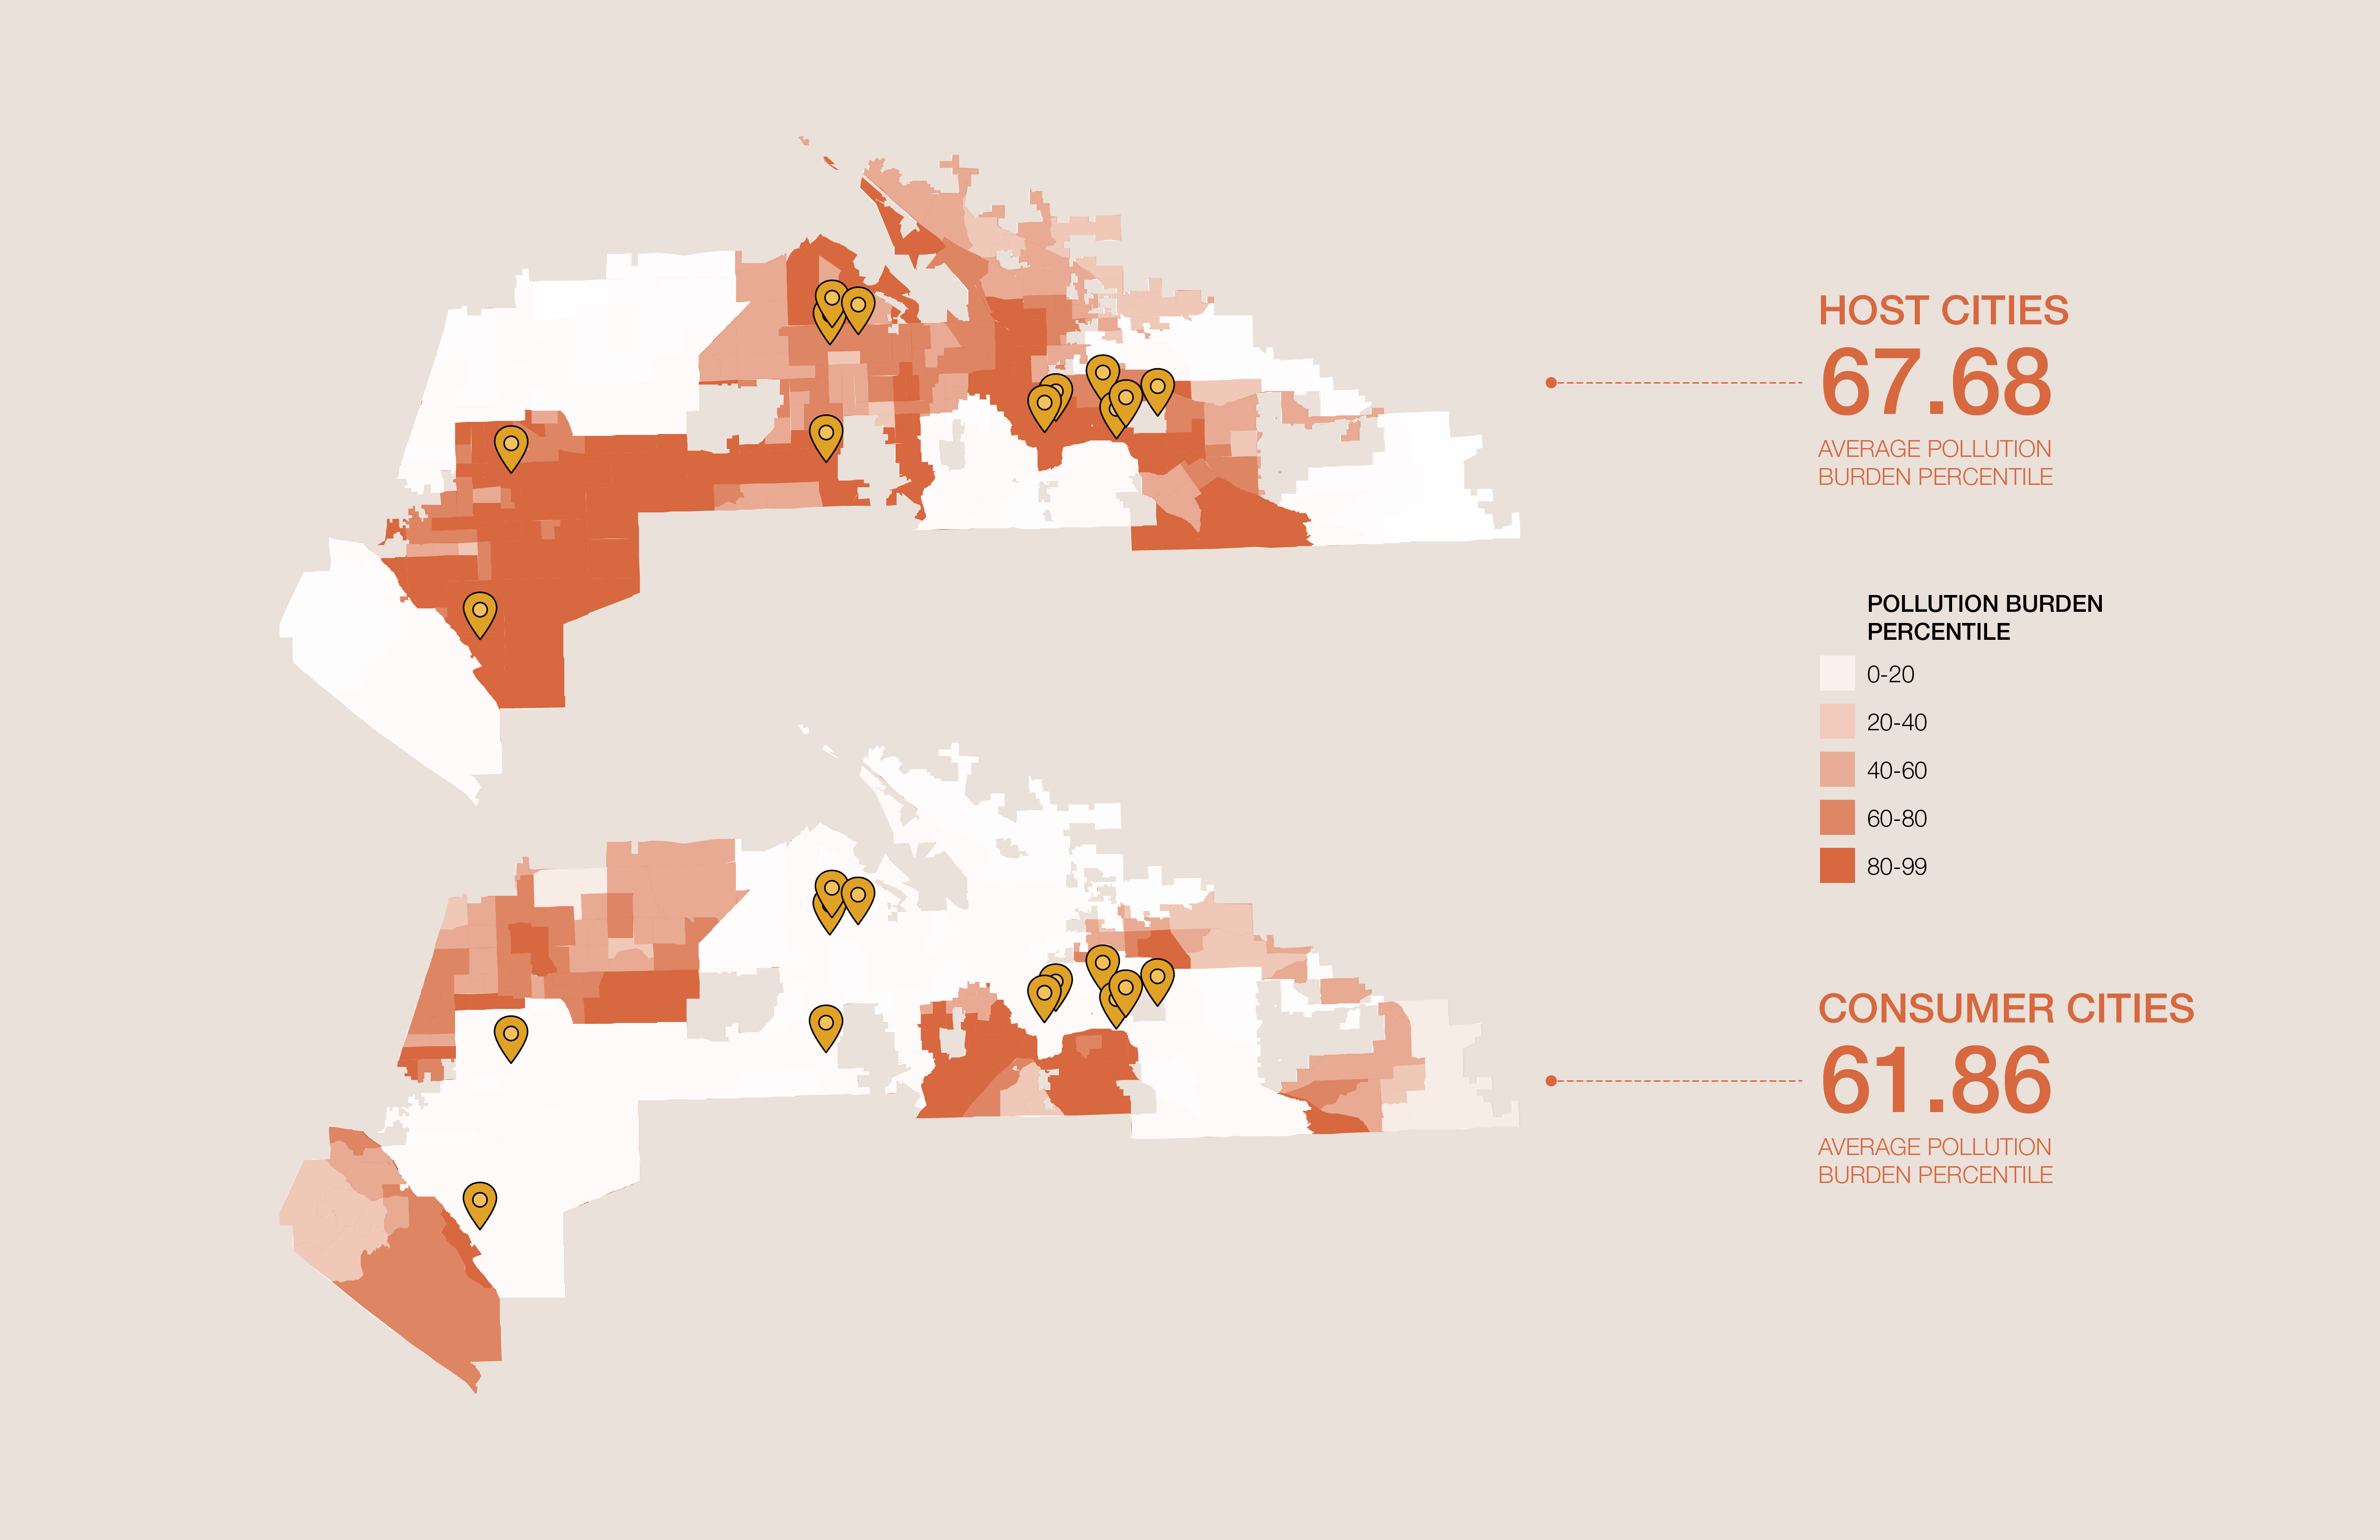 HOST CITIES
67.68
AVERAGE POLLUTION
BURDEN PERCENTILE
POLLUTION BURDEN
PERCENTILE
0-20
20-40
40-60
60-80
80-99
CONSUMER CITIES
61.86
AVERAGE POLLUTION
BURDEN PERCENTILE